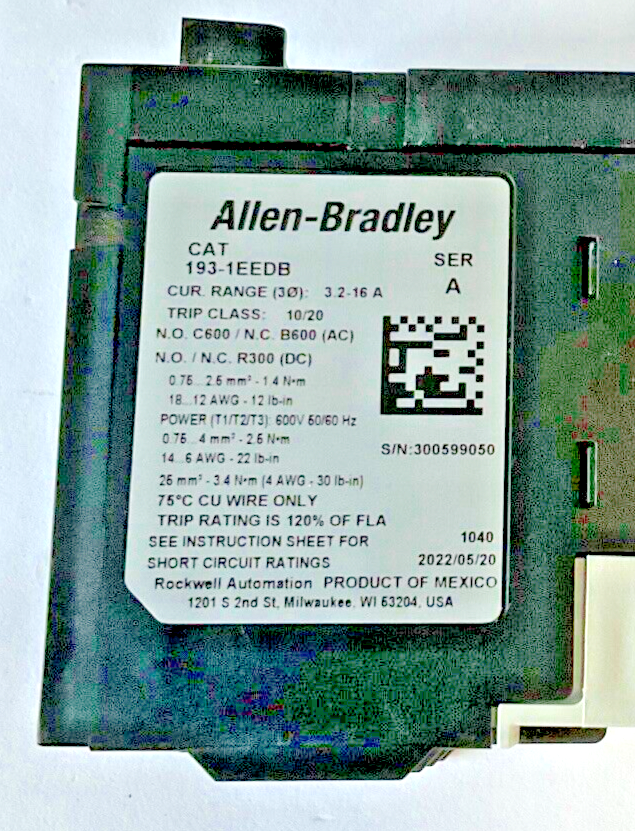 Allen-Bradley
CAT
193-1EEDB
SER
A
CUR. RANGE (3Ø): 3.2-16 A
TRIP CLASS: 10/20
N.O. C600 / N.C. B600 (AC)
N.O. / N.C. R300 (DC)
0.75...2.5 mm² - 1.4 N•m
18...12 AWG - 12 lb-in
POWER (T1/T2/T3): 600V 50/60 Hz
0.75...4 mm² - 2.5 N•m
14...6 AWG - 22 lb-in
S/N:300599050
25 mm² - 3.4 N•m (4 AWG - 30 lb-in)
75°C CU WIRE ONLY
TRIP RATING IS 120% OF FLA
SEE INSTRUCTION SHEET FOR 1040
SHORT CIRCUIT RATINGS 2022/05/20
Rockwell Automation PRODUCT OF MEXICO
1201 S 2nd St, Milwaukee, WI 53204, USA